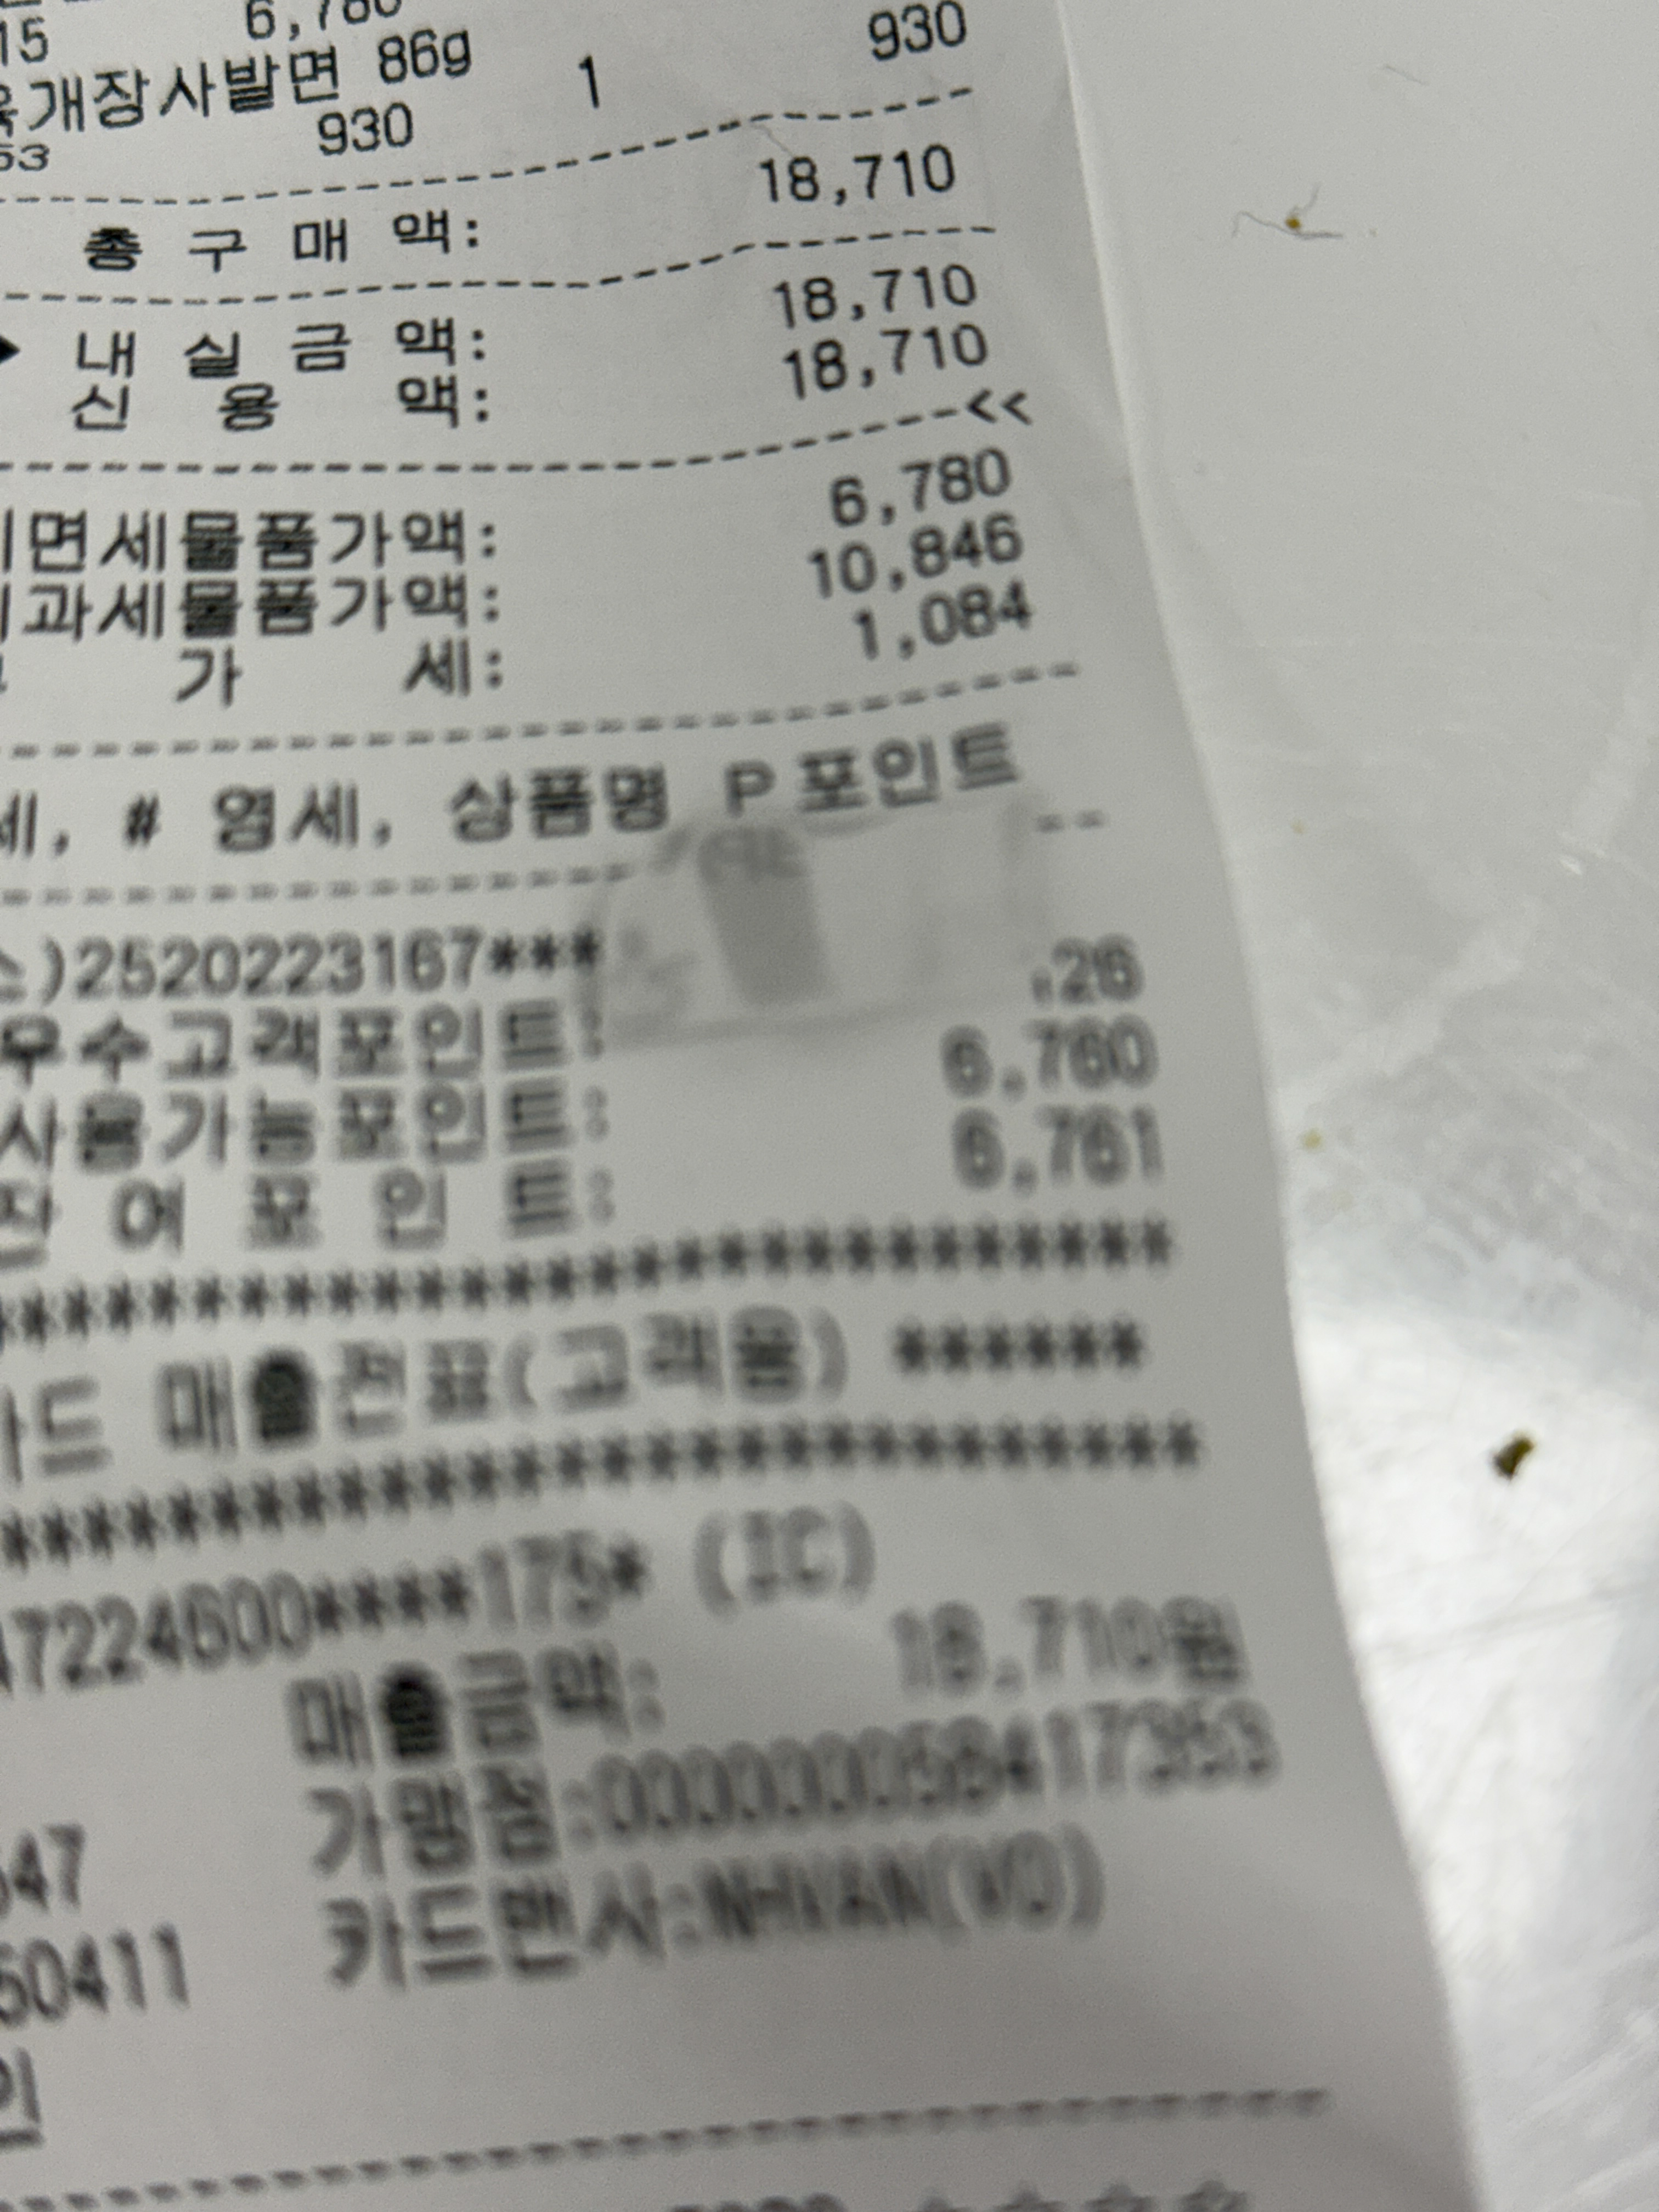 15 6,780
개장사발면 86g 1 930
53 930
총 구 매 액: 18,710
내 실 금 액: 18,710
신 용 액: 18,710
<<
면세물품가액: 6,780
과세물품가액: 10,846
가 세: 1,084
세, # 영세, 상품명 P포인트
)2520223167***
우수고객포인트: .26
사용가능포인트: 6,760
잔 여 포 인 트: 6,761
******************************
카드 매출전표(고객용) ******
******************************
7224600****175* (IC)
매출금액: 18,710원
가맹점:
547
카드밴사:NHVAN
50411
인